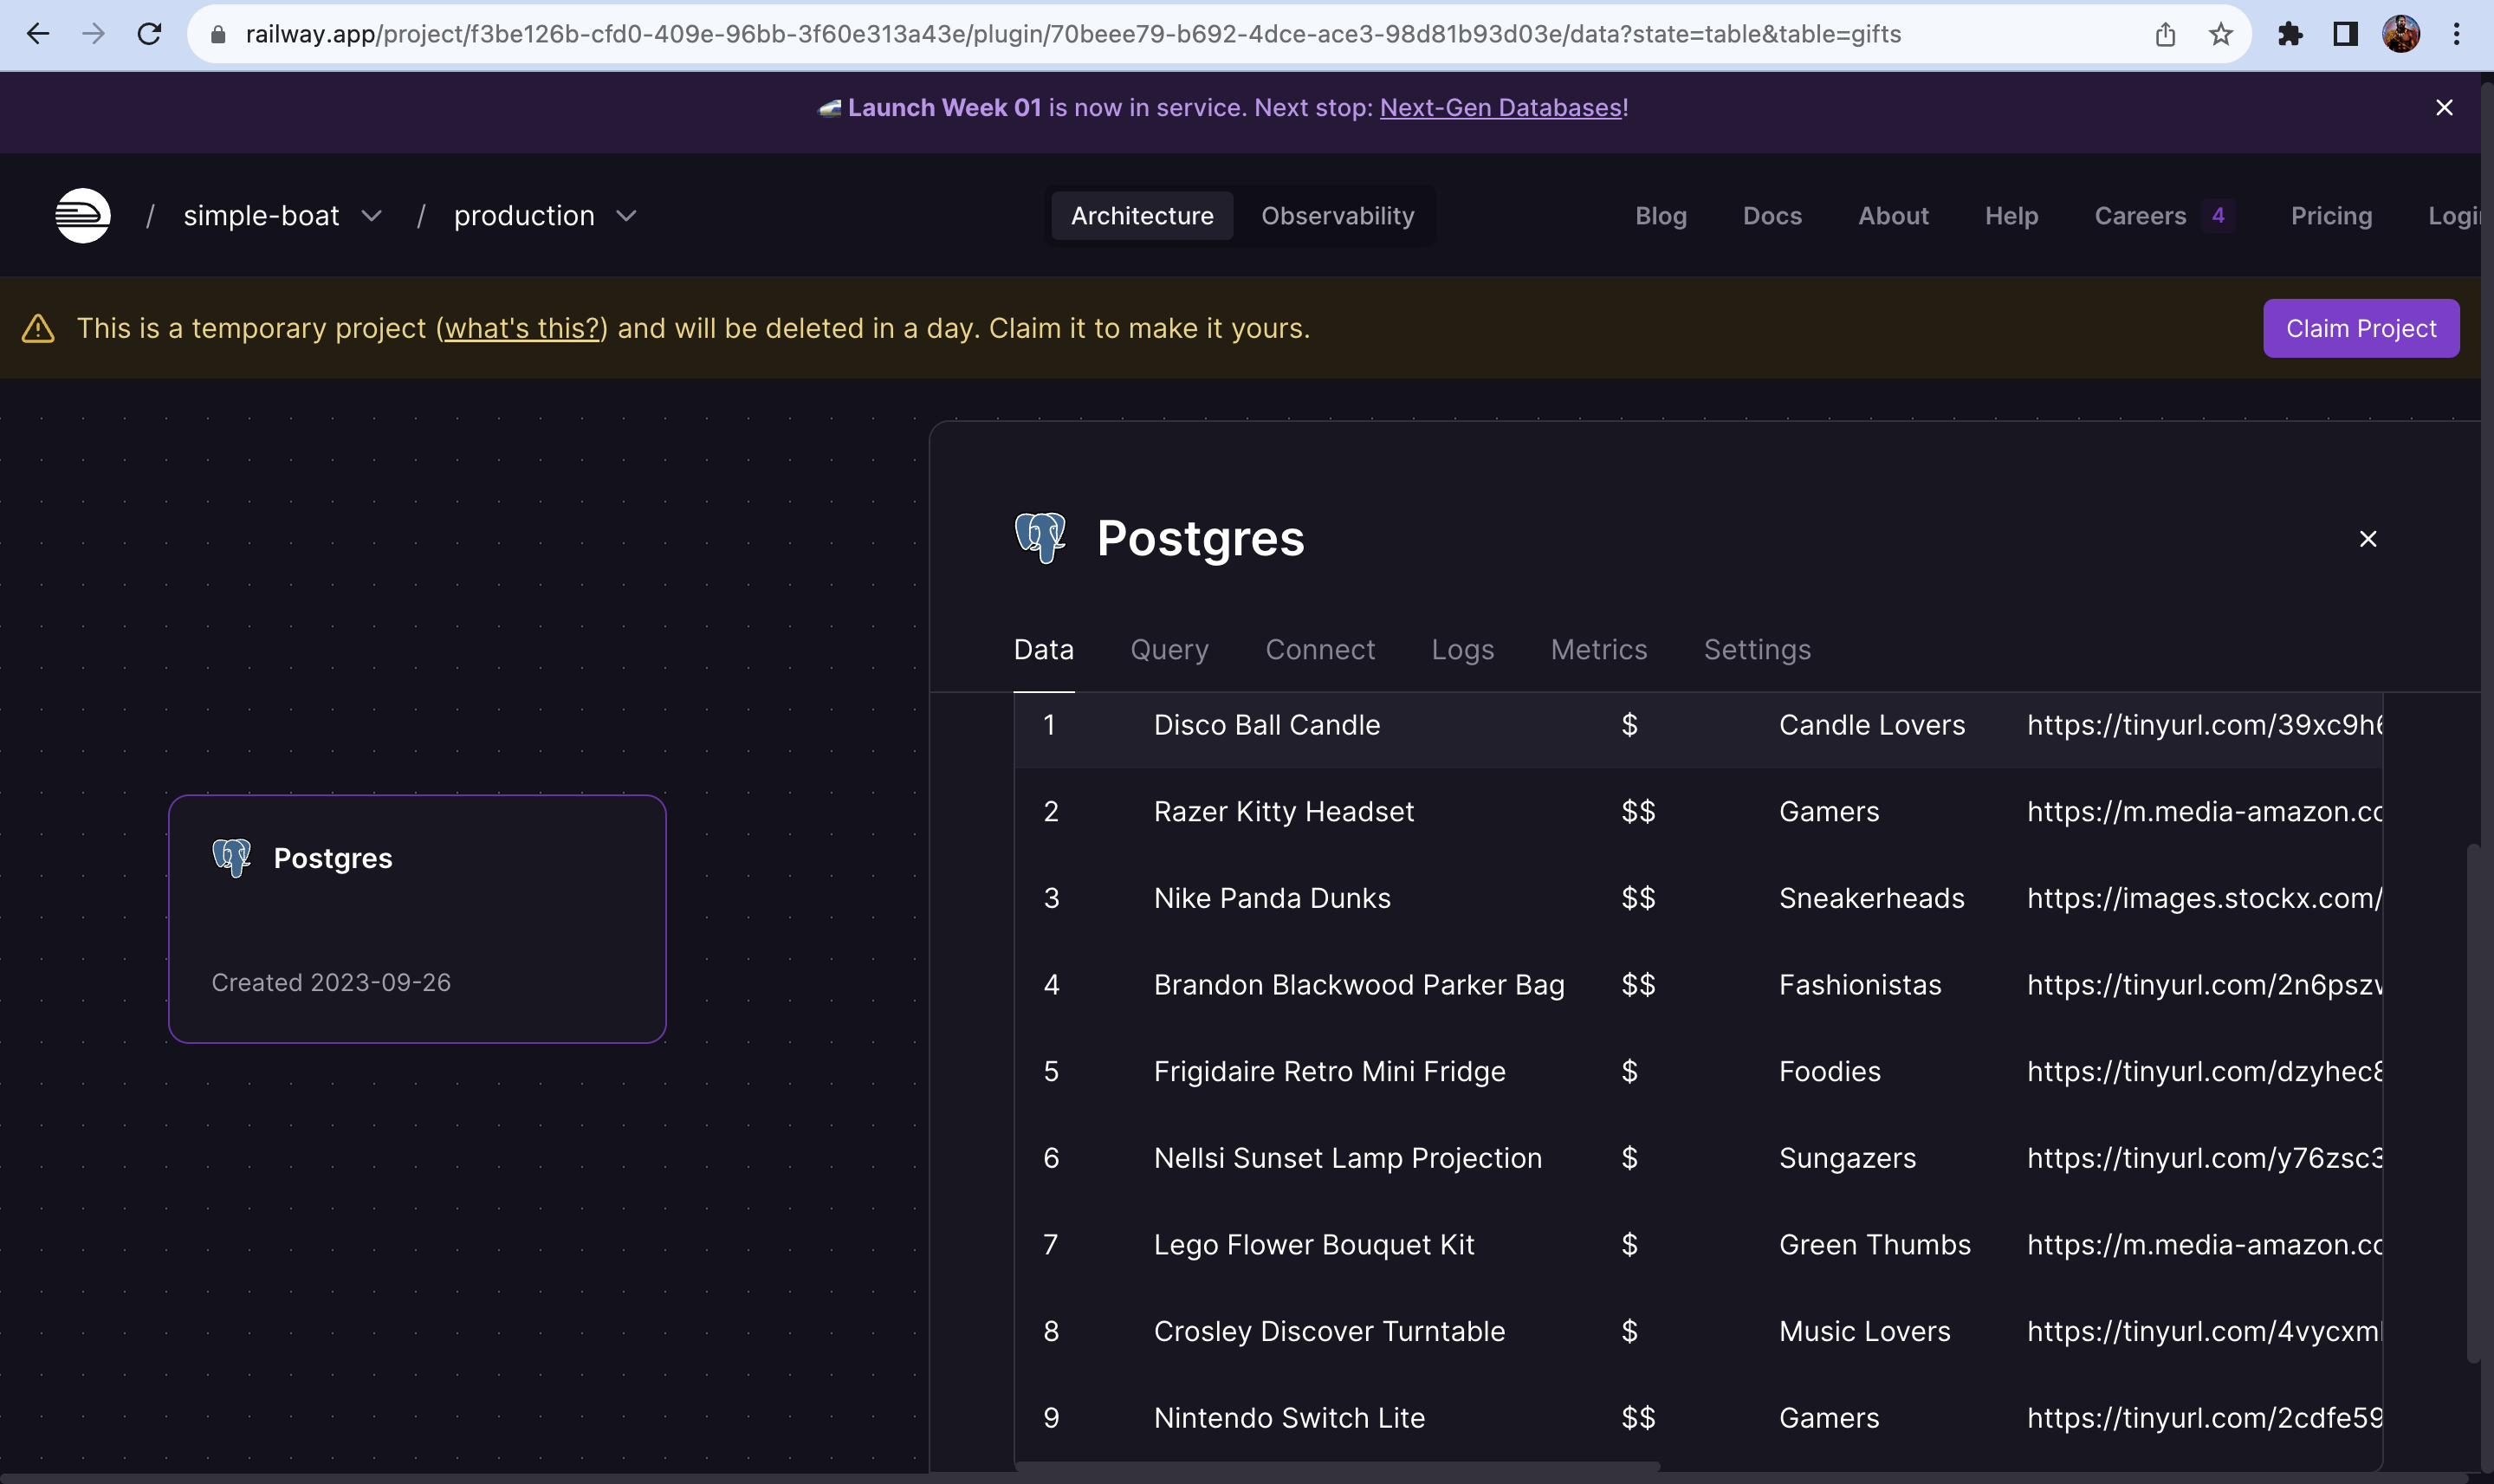 railway.app/project/f3be126b-cfd0-409e-96bb-3f60e313a43e/plugin/70beee79-b692-4dce-ace3-98d81b93d03e/data?state=table&table=gifts
🚄 Launch Week 01 is now in service. Next stop: Next-Gen Databases!
/ simple-boat / production Architecture Observability Blog Docs About Help Careers 4 Pricing Login
This is a temporary project (what's this?) and will be deleted in a day. Claim it to make it yours. Claim Project
Postgres
Created 2023-09-26
Postgres
Data Query Connect Logs Metrics Settings
1 Disco Ball Candle $ Candle Lovers https://tinyurl.com/39xc9h6
2 Razer Kitty Headset $$ Gamers https://m.media-amazon.co
3 Nike Panda Dunks $$ Sneakerheads https://images.stockx.com/
4 Brandon Blackwood Parker Bag $$ Fashionistas https://tinyurl.com/2n6pszv
5 Frigidaire Retro Mini Fridge $ Foodies https://tinyurl.com/dzyhec8
6 Nellsi Sunset Lamp Projection $ Sungazers https://tinyurl.com/y76zsc3
7 Lego Flower Bouquet Kit $ Green Thumbs https://m.media-amazon.co
8 Crosley Discover Turntable $ Music Lovers https://tinyurl.com/4vycxm
9 Nintendo Switch Lite $$ Gamers https://tinyurl.com/2cdfe59